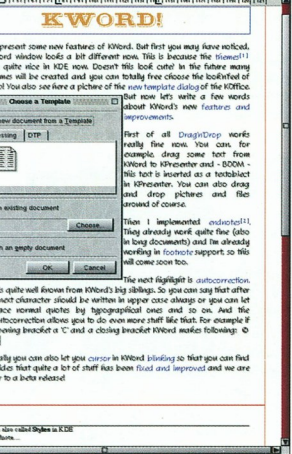 KWORD!
present some new features of KWord. But first you may have noticed,
ord window looks a bit different now. This is because the themes[1]
quite nice in KDE now. Doesn't this look cute! In the future many
mes will be created and you can totally free choose the look&feel of
o! You also see here a picture of the new template dialog of the KOffice.
Choose a Template
new document from a Template
essing DTP
n existing document
Choose...
h an empty document
OK Cancel
But now let's write a few words
about KWord's new features and
improvements.
First of all Drag'n'Drop works
really fine now. You can, for
example, drag some text from
KWord to KPresenter and - BOOM -
this text is inserted as a textobject
in KPresenter. You can also drag
and drop pictures and files
around of course.
Then I implemented endnotes[2].
They already work quite fine (also
in long documents) and I'm already
working in footnote support, so this
will come soon too.
The next highlight is autocorrection.
s quite well known from KWord's big siblings. So you can say that after
next character should be written in upper case always or you can let
ace normal quotes by typographical ones and so on. And the
utocorrection allows you to do even more stuff like that. For example if
pening bracket a 'C' and a closing bracket KWord makes following: ©
ally you can also let you cursor in KWord blinking so that you can find
ides that quite a lot of stuff has been fixed and improved and we are
r to a beta release!
also called Styles in KDE